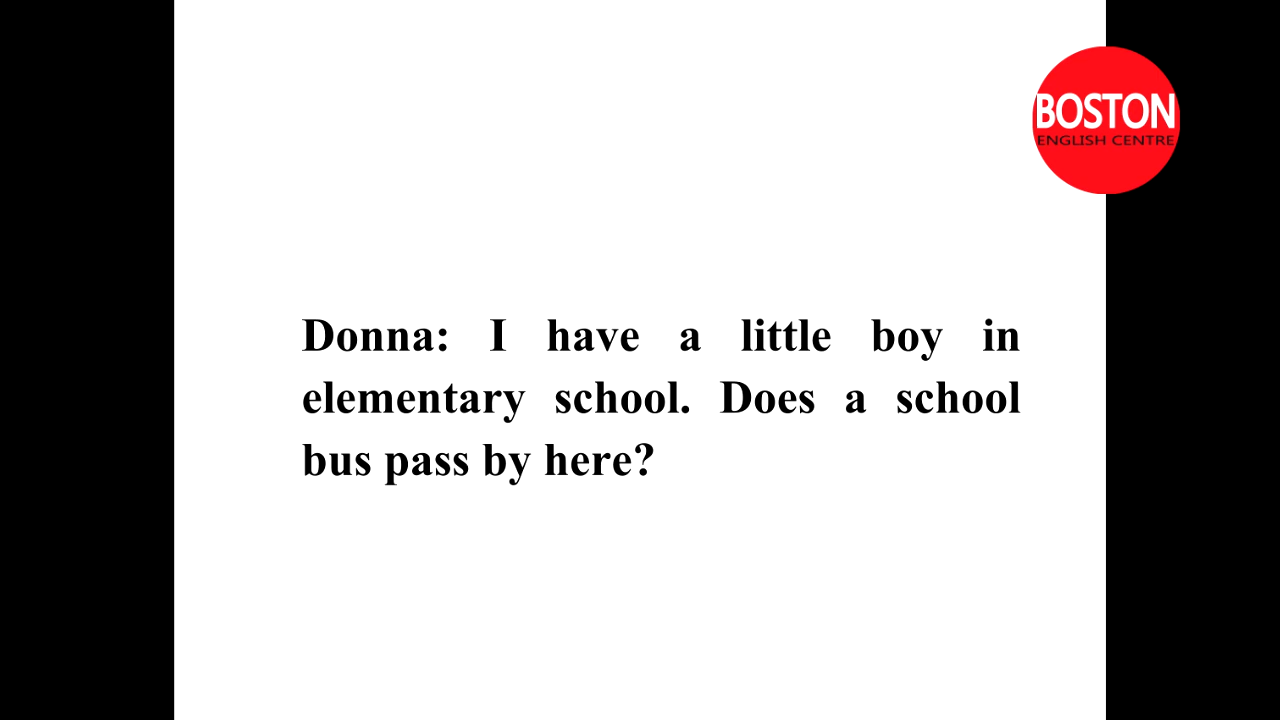 BOSTON
ENGLISH CENTRE
Donna: I have a little boy in
elementary school. Does a school
bus pass by here?